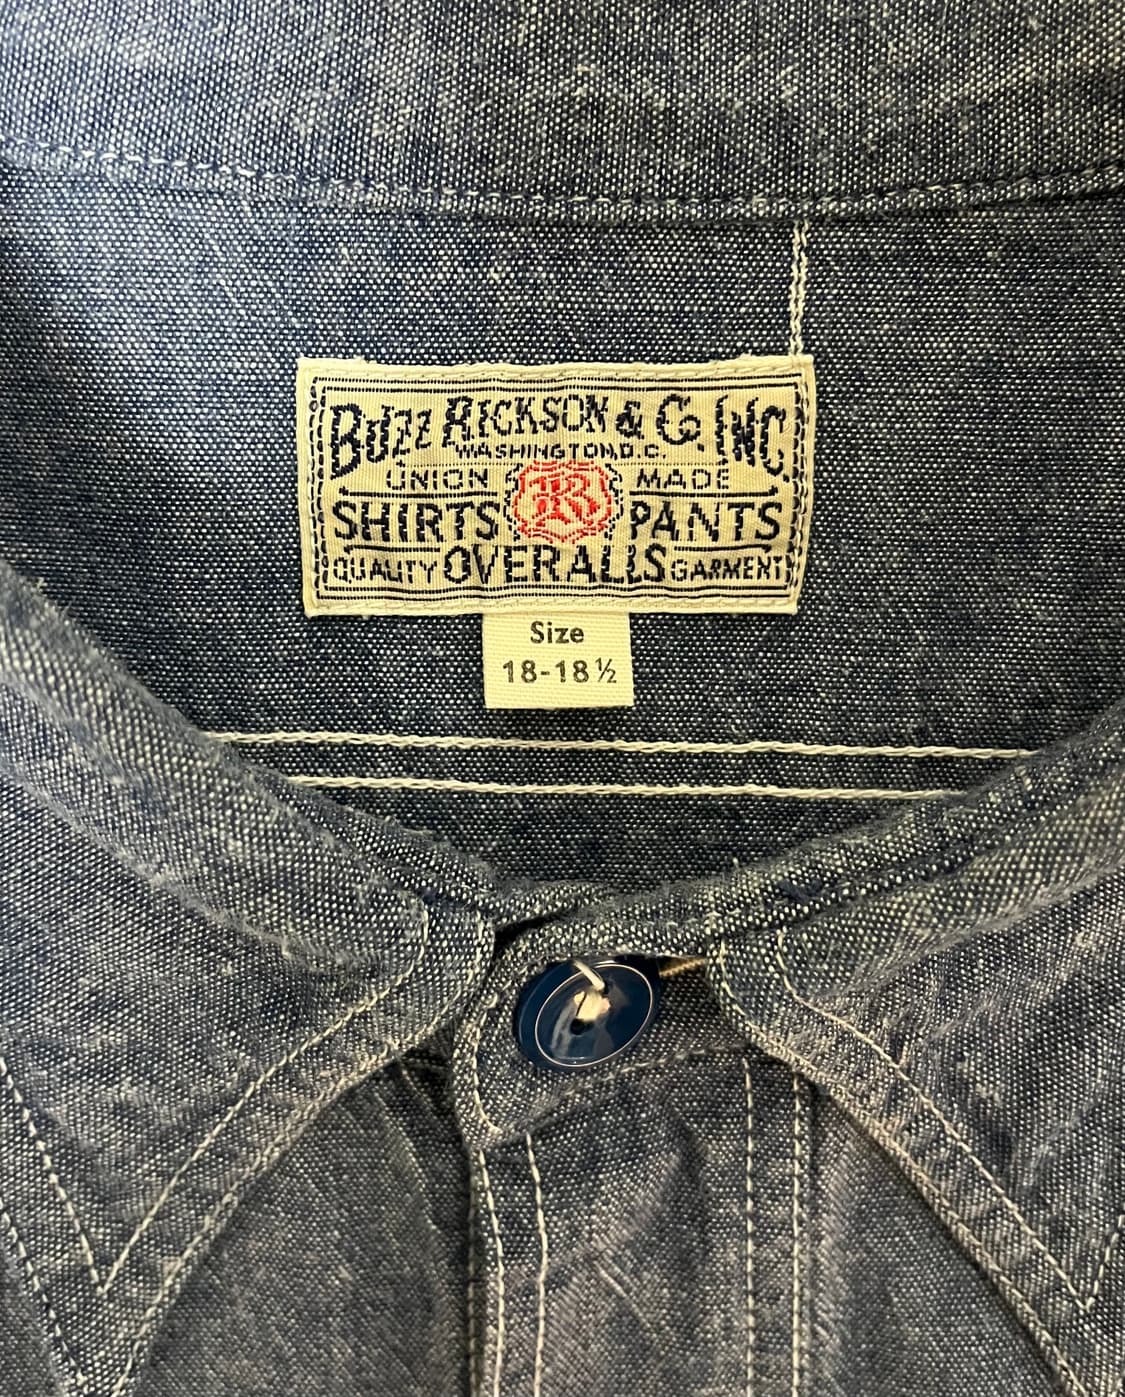 BUZZ RICKSON & CO. INC.
WASHINGTON, D.C.
UNION MADE
R
SHIRTS PANTS
QUALITY OVERALLS GARMENT
Size
18-18½